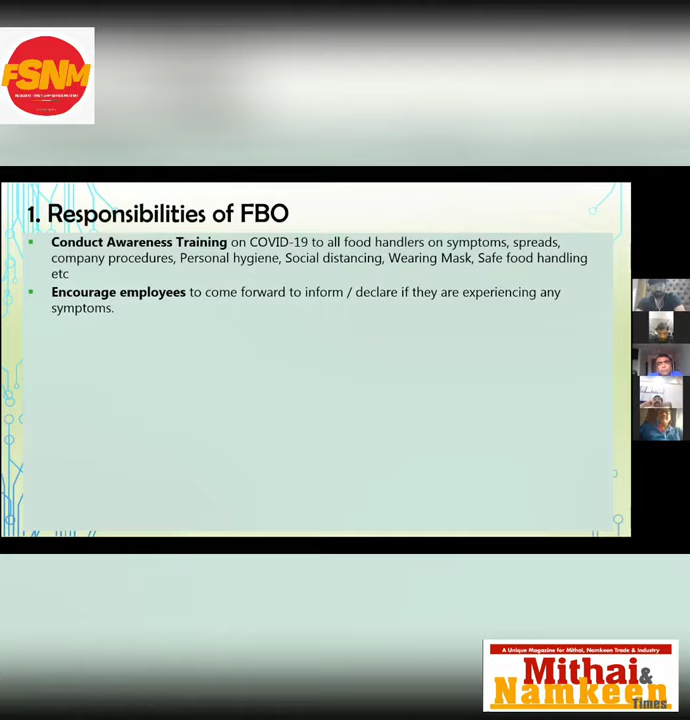 FSNM
1. Responsibilities of FBO
Conduct Awareness Training on COVID-19 to all food handlers on symptoms, spreads,
company procedures, Personal hygiene, Social distancing, Wearing Mask, Safe food handling
etc
Encourage employees to come forward to inform / declare if they are experiencing any
symptoms.
A Unique Magazine for Mithai, Namkeen Trade & Industry
Mithai &
Namkeen
Times